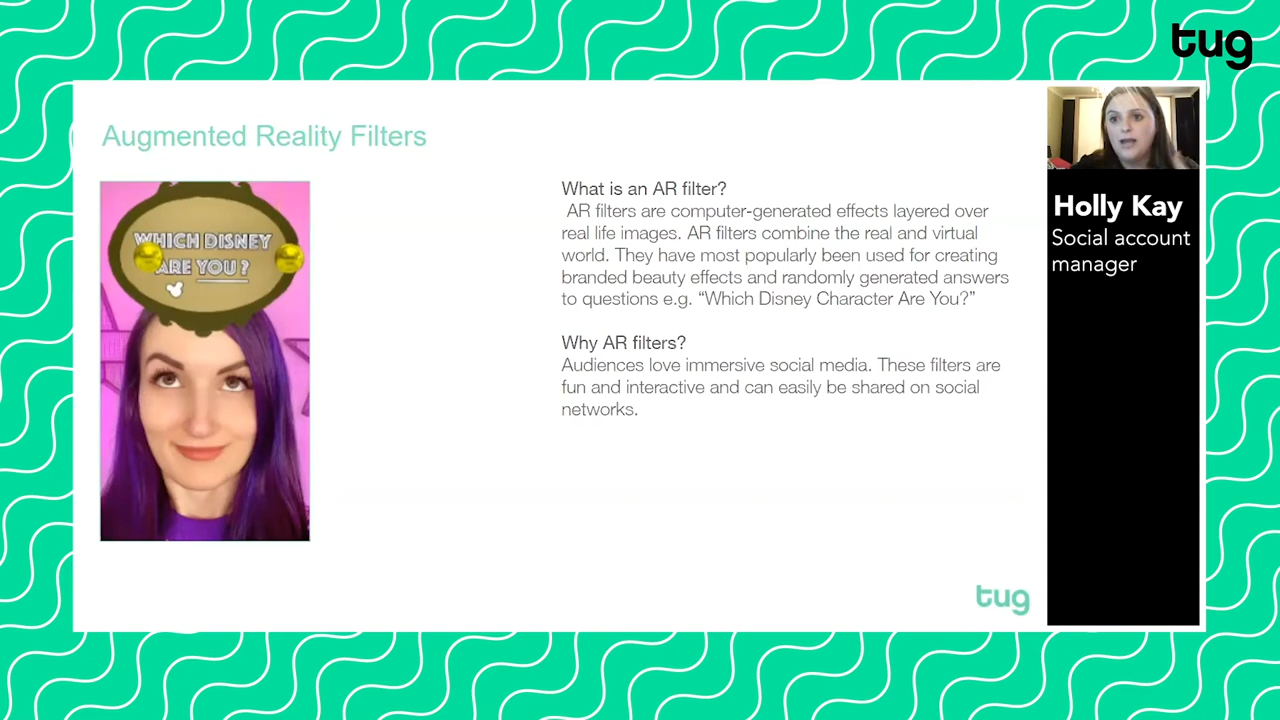 tug
Augmented Reality Filters
WHICH DISNEY
ARE YOU?
What is an AR filter?
AR filters are computer-generated effects layered over
real life images. AR filters combine the real and virtual
world. They have most popularly been used for creating
branded beauty effects and randomly generated answers
to questions e.g. “Which Disney Character Are You?”
Why AR filters?
Audiences love immersive social media. These filters are
fun and interactive and can easily be shared on social
networks.
tug
Holly Kay
Social account
manager